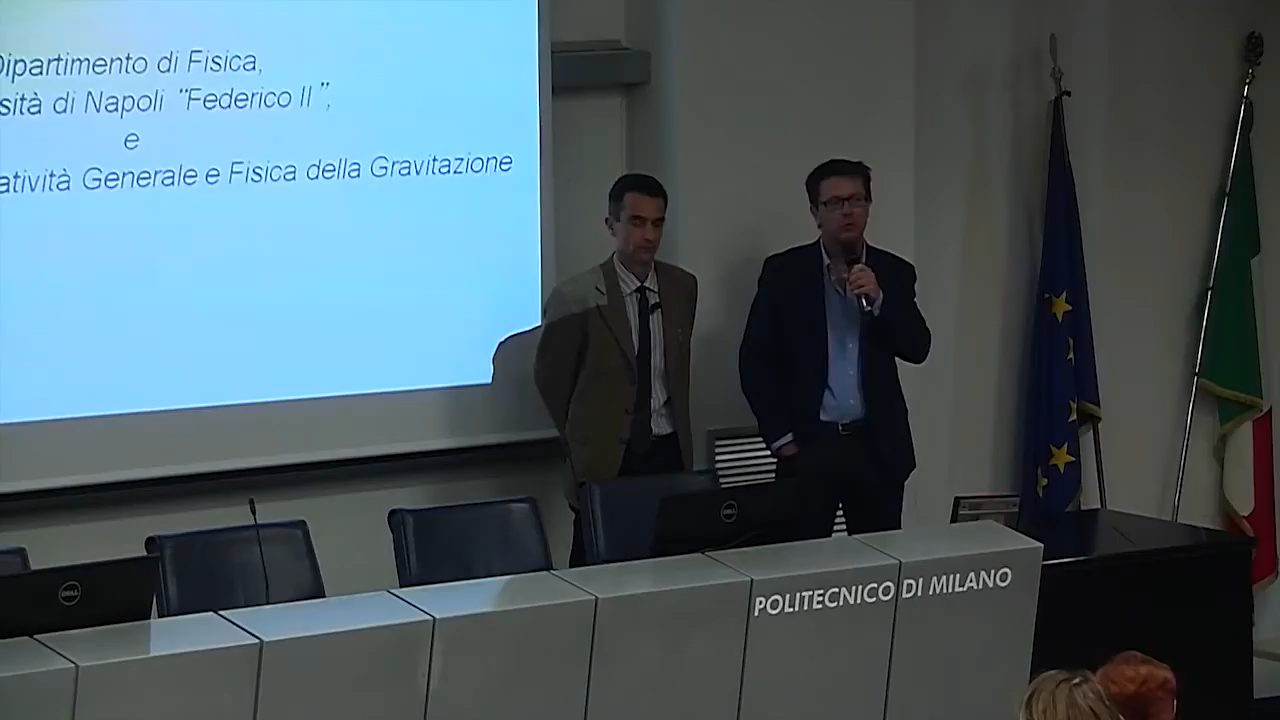 Dipartimento di Fisica,
sità di Napoli "Federico II",
e
atività Generale e Fisica della Gravitazione
DELL
DELL
POLITECNICO DI MILANO